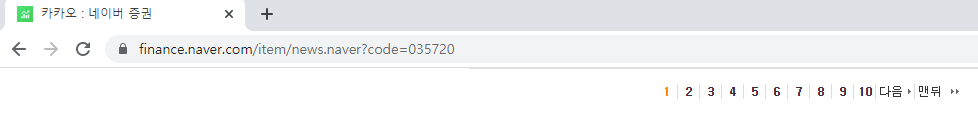 카카오 : 네이버 증권
finance.naver.com/item/news.naver?code=035720
1 2 3 4 5 6 7 8 9 10 다음 맨뒤